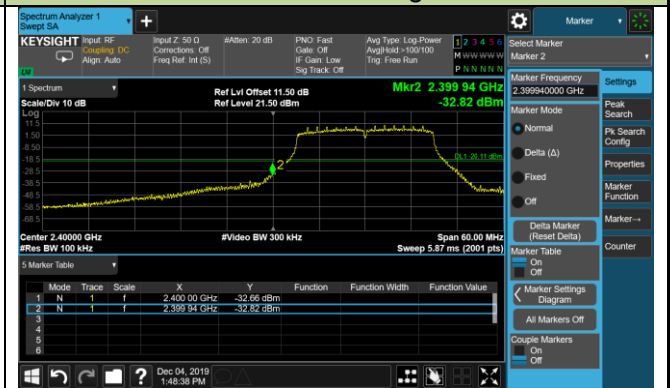 Spectrum Analyzer 1
Swept SA
+
Marker
KEYSIGHT
Input: RF
Coupling: DC
Align: Auto
Input Z: 50 Ω
Corrections: Off
Freq Ref: Int (S)
#Atten: 20 dB
PNO: Fast
Gate: Off
IF Gain: Low
Sig Track: Off
Avg Type: Log-Power
Avg|Hold:>100/100
Trig: Free Run
1 2 3 4 5 6
M W W W W W
P N N N N N
LXI
Select Marker
Marker 2
1 Spectrum
Scale/Div 10 dB
Log
Ref Lvl Offset 11.50 dB
Ref Level 21.50 dBm
Mkr2 2.399 94 GHz
-32.82 dBm
11.5
1.50
-8.50
-18.5
-28.5
-38.5
-48.5
-58.5
-68.5
2
DL1 -20.11 dBm
Center 2.40000 GHz
#Res BW 100 kHz
#Video BW 300 kHz
Span 60.00 MHz
Sweep 5.87 ms (2001 pts)
5 Marker Table
Mode Trace Scale X Y Function Function Width Function Value
1 N 1 f 2.400 00 GHz -32.66 dBm
2 N 1 f 2.399 94 GHz -32.82 dBm
3
4
5
6
Marker Frequency
2.399940000 GHz
Marker Mode
Normal
Delta (Δ)
Fixed
Off
Delta Marker
(Reset Delta)
Marker Table
On
Off
Marker Settings
Diagram
All Markers Off
Couple Markers
On
Off
Settings
Peak
Search
Pk Search
Config
Properties
Marker
Function
Marker→
Counter
?
Dec 04, 2019
1:48:38 PM